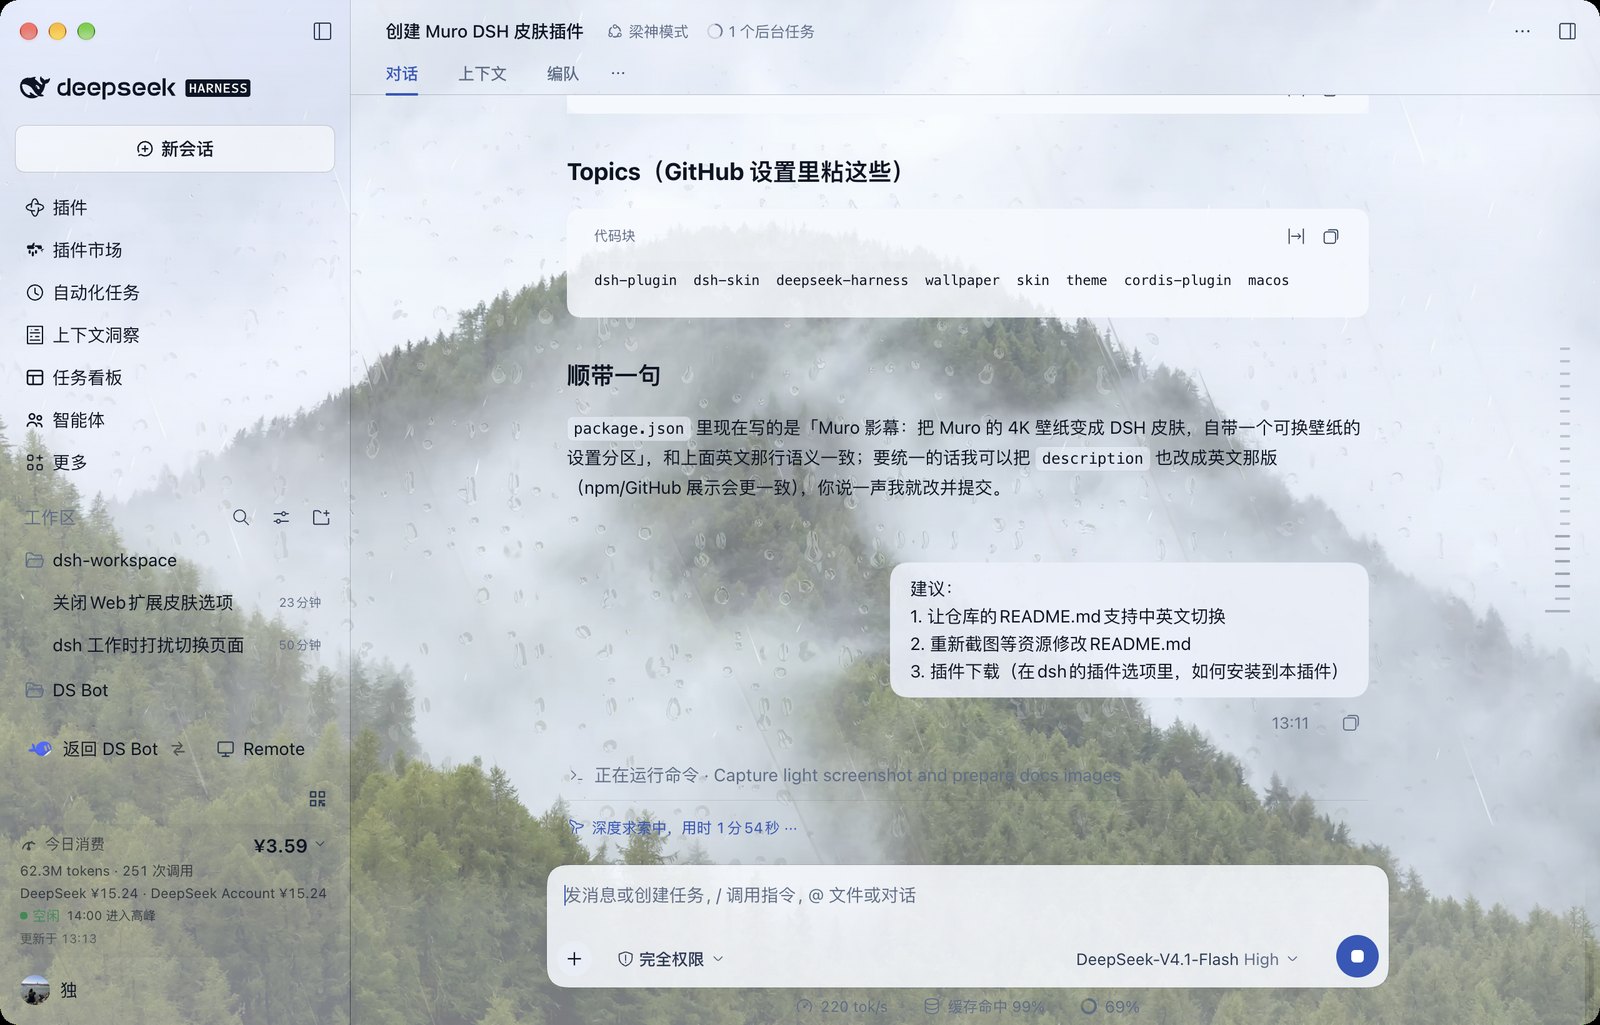 deepseek HARNESS
新会话
插件
插件市场
自动化任务
上下文洞察
任务看板
智能体
更多
工作区
dsh-workspace
关闭Web扩展皮肤选项 23分钟
dsh 工作时打扰切换页面 50分钟
DS Bot
返回 DS Bot Remote
今日消费 ¥3.59
62.3M tokens · 251 次调用
DeepSeek ¥15.24 · DeepSeek Account ¥15.24
空闲 14:00 进入高峰
更新于 13:13
独
创建 Muro DSH 皮肤插件 梁神模式 1 个后台任务 ···
对话 上下文 编队 ···
Topics（GitHub 设置里粘这些）
代码块
dsh-plugin dsh-skin deepseek-harness wallpaper skin theme cordis-plugin macos
顺带一句
package.json 里现在写的是「Muro 影幕：把 Muro 的 4K 壁纸变成 DSH 皮肤，自带一个可换壁纸的
设置分区」，和上面英文那行语义一致；要统一的话我可以把 description 也改成英文那版
（npm/GitHub 展示会更一致），你说一声我就改并提交。
建议：
1. 让仓库的README.md支持中英文切换
2. 重新截图等资源修改README.md
3. 插件下载（在dsh的插件选项里，如何安装到本插件）
13:11
正在运行命令 · Capture light screenshot and prepare docs images
深度求索中，用时 1分54秒 ···
发消息或创建任务, / 调用指令, @ 文件或对话
+ 完全权限 DeepSeek-V4.1-Flash High
220 tok/s 缓存命中 99% 69%